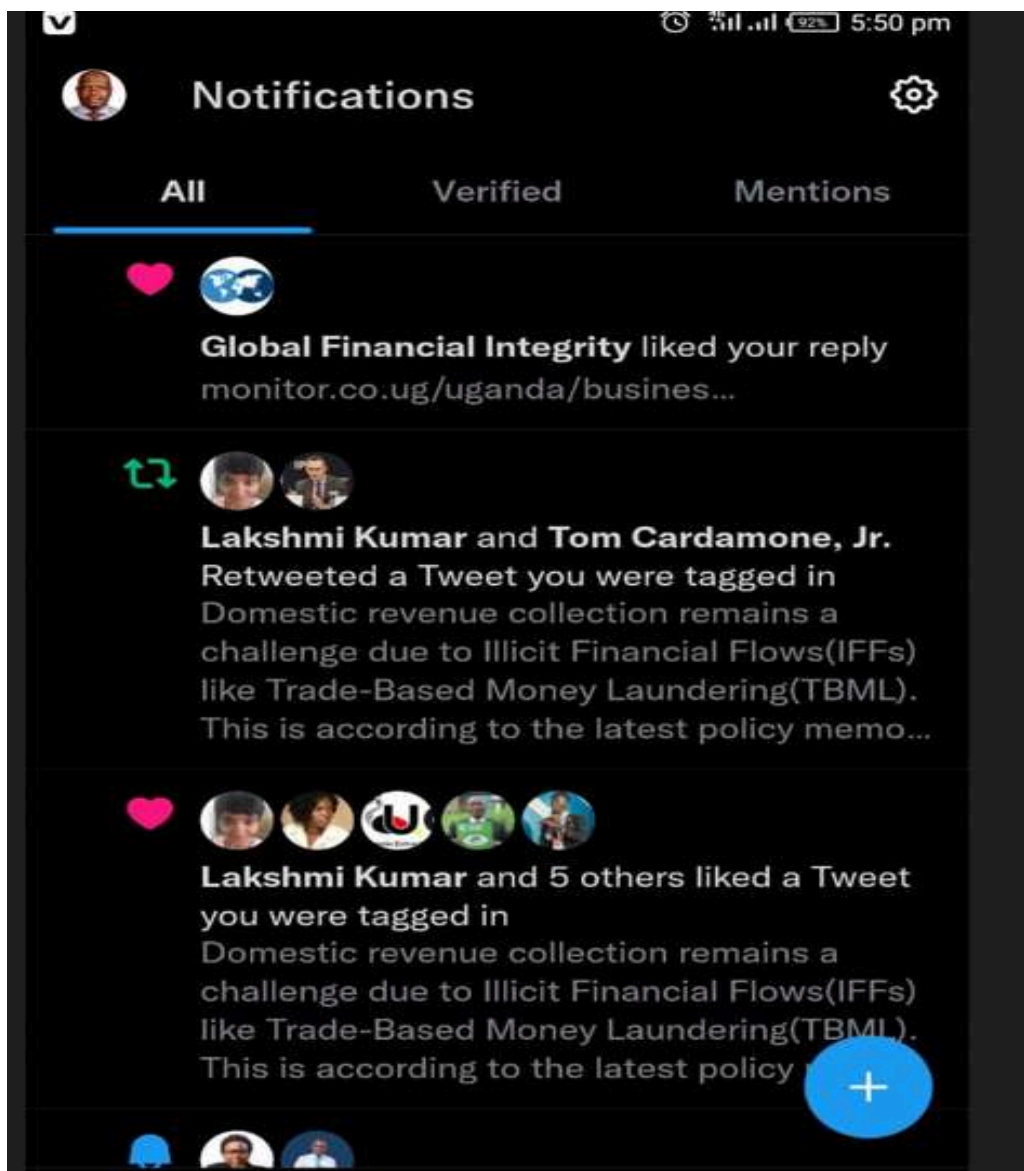 5:50 pm
92%
Notifications
All Verified Mentions
Global Financial Integrity liked your reply
monitor.co.ug/uganda/busines...
Lakshmi Kumar and Tom Cardamone, Jr.
Retweeted a Tweet you were tagged in
Domestic revenue collection remains a
challenge due to Illicit Financial Flows(IFFs)
like Trade-Based Money Laundering(TBML).
This is according to the latest policy memo...
Lakshmi Kumar and 5 others liked a Tweet
you were tagged in
Domestic revenue collection remains a
challenge due to Illicit Financial Flows(IFFs)
like Trade-Based Money Laundering(TBML).
This is according to the latest policy